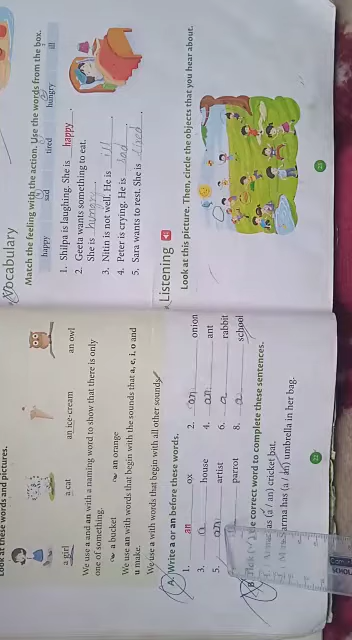 Look at these words and pictures.
a girl a cat an ice-cream an owl
We use a and an with a naming word to show that there is only
one of something.
a bucket an orange
We use an with words that begin with the sounds that a, e, i, o and
u make.
We use a with words that begin with all other sounds.
A. Write a or an before these words.
1. an ox 2. an onion
3. a house 4. an ant
5. an artist 6. a rabbit
parrot 8. a school
B. the correct word to complete these sentences.
as (a / an) cricket bat.
arma has (a / an) umbrella in her bag.
22
Vocabulary
Match the feeling with the action. Use the words from the box.
happy sad tired hungry ill
1. Shilpa is laughing. She is happy.
2. Geeta wants something to eat.
She is hungry.
3. Nitin is not well. He is ill
4. Peter is crying. He is sad
5. Sara wants to rest. She is tired.
Listening
Look at this picture. Then, circle the objects that you hear about.
23